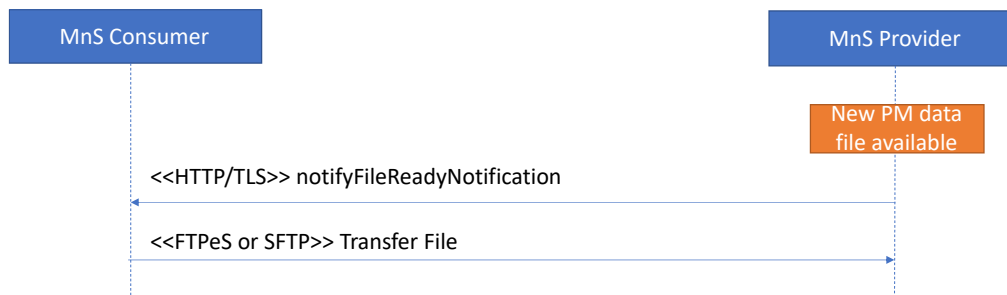 MnS Consumer
MnS Provider
New PM data
file available
<<HTTP/TLS>> notifyFileReadyNotification
<<FTPeS or SFTP>> Transfer File